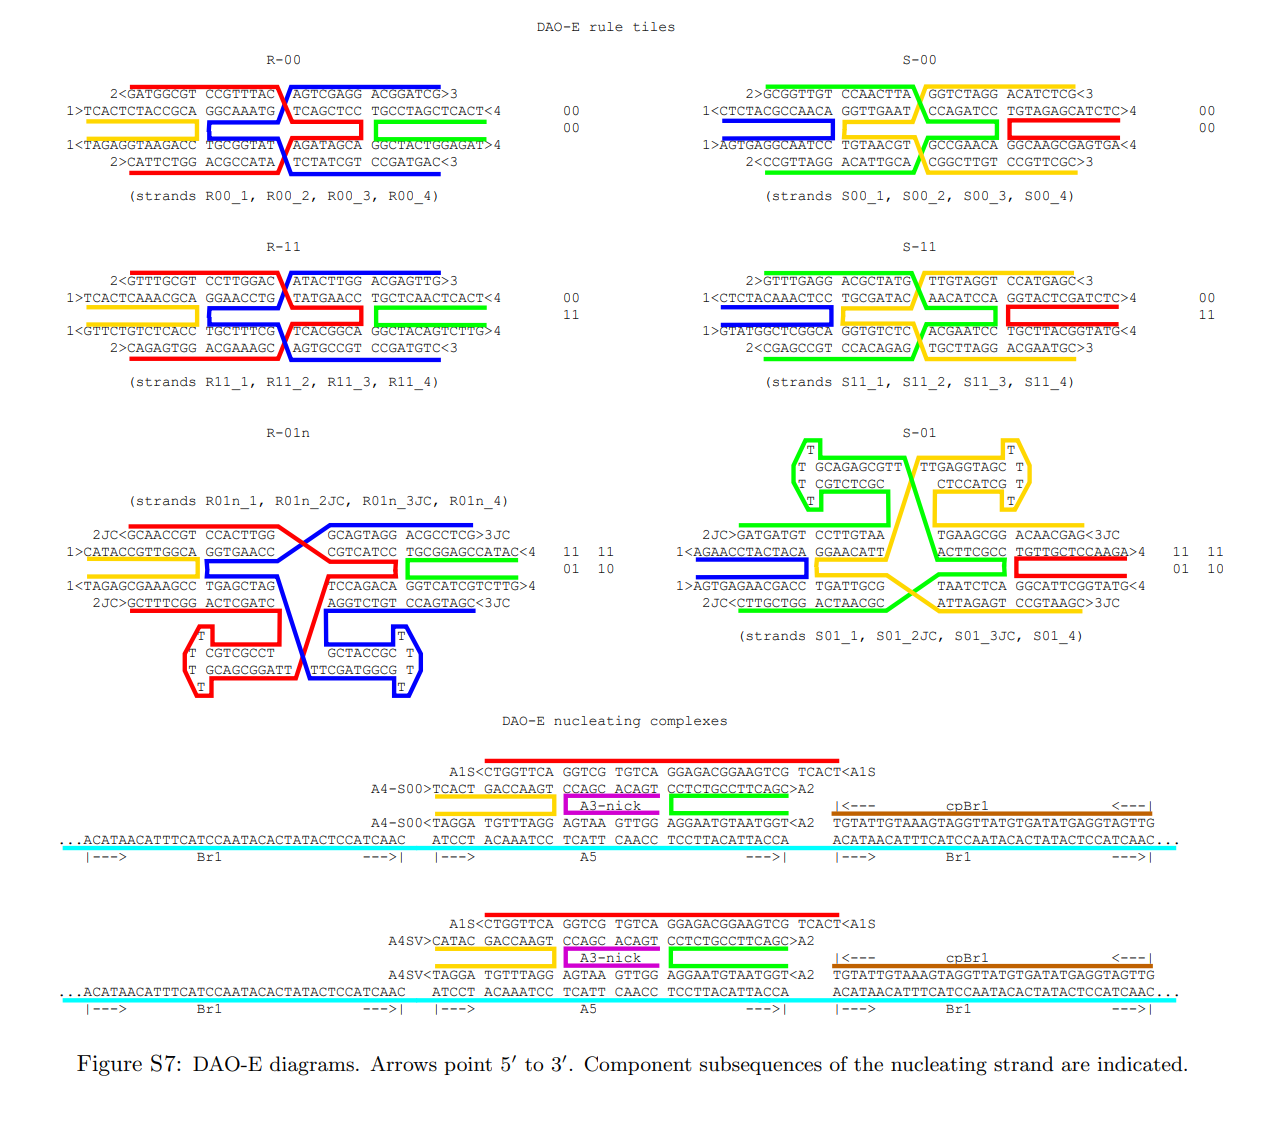 DAO-E rule tiles
R-00
2<GATGGCGT CCGTTTAC AGTCGAGG ACGGATCG>3
1>TCACTCTACCGCA GGCAAATG TCAGCTCC TGCCTAGCTCACT<4 00
00
1<TAGAGGTAAGACC TGCGGTAT AGATAGCA GGCTACTGGAGAT>4
2>CATTCTGG ACGCCATA TCTATCGT CCGATGAC<3
(strands R00_1, R00_2, R00_3, R00_4)
S-00
2>GCGGTTGT CCAACTTA GGTCTAGG ACATCTCG<3
1<CTCTACGCCAACA GGTTGAAT CCAGATCC TGTAGAGCATCTC>4 00
00
1>AGTGAGGCAATCC TGTAACGT GCCGAACA GGCAAGCGAGTGA<4
2<CCGTTAGG ACATTGCA CGGCTTGT CCGTTCGC>3
(strands S00_1, S00_2, S00_3, S00_4)
R-11
2<GTTTGCGT CCTTGGAC ATACTTGG ACGAGTTG>3
1>TCACTCAAACGCA GGAACCTG TATGAACC TGCTCAACTCACT<4 00
11
1<GTTCTGTGTCTCACC TGCTTTCG TCACGGCA GGCTACAGTCTTG>4
2>CAGAGTGG ACGAAAGC AGTGCCGT CCGATGTC<3
(strands R11_1, R11_2, R11_3, R11_4)
S-11
2>GTTTGAGG ACGCTATG TTGTAGGT CCATGAGC<3
1<CTCTACAAACTCC TGCGATAC AACATCCA GGTACTCGATCTC>4 00
11
1>GTATGGCTCGGCA GGTGTCTC ACGAATCC TGCTTACGGTATG<4
2<CGAGCCGT CCACAGAG TGCTTAGG ACGAATGC>3
(strands S11_1, S11_2, S11_3, S11_4)
R-01n
(strands R01n_1, R01n_2JC, R01n_3JC, R01n_4)
2JC<GCAACCGT CCACTTGG GCAGTAGG ACGCCTCG>3JC
1>CATACCGTTGGCA GGTGAACC CGTCATCC TGCGGAGCCATAC<4 11 11
01 10
1<TAGAGCGAAAGCC TGAGCTAG TCCAGACA GGTCATCGTCTTG>4
2JC>GCTTTCGG ACTCGATC AGGTCTGT CCAGTAGC<3JC
T T
T CGTCGCCT GCTACCGC T
T GCAGCGGATT TTCGATGGCG T
T T
S-01
T T
T GCAGAGCGTT TTGAGGTAGC T
T CGTCTCGC CTCCATCG T
T T
2JC>GATGATGT CCTTGTAA TGAAGCGG ACAACGAG<3JC
1<AGAACCTACTACA GGAACATT ACTTCGCC TGTTGCTCCAAGA>4 11 11
01 10
1>AGTGAGAACGACC TGATTGCG TAATCTCA GGCATTCGGTATG<4
2JC<CTTGCTGG ACTAACGC ATTAGAGT CCGTAAGC>3JC
(strands S01_1, S01_2JC, S01_3JC, S01_4)
DAO-E nucleating complexes
A1S<CTGGTTCA GGTCG TGTCA GGAGACGGAAGTCG TCACT<A1S
A4-S00>TCACT GACCAAGT CCAGC ACAGT CCTCTGCCTTCAGC>A2
A3-nick |<--- cpBr1 <---|
A4-S00<TAGGA TGTTTAGG AGTAA GTTGG AGGAATGTAATGGT<A2 TGTATTGTAAAGTAGGTTATGTGATATGAGGTAGTTG
...ACATAACATTTCATCCAATACACTATACTCCATCAAC ATCCT ACAAATCC TCATT CAACC TCCTTACATTACCA ACATAACATTTCATCCAATACACTATACTCCATCAAC...
|---> Br1 --->| |---> A5 --->| |---> Br1 --->|
A1S<CTGGTTCA GGTCG TGTCA GGAGACGGAAGTCG TCACT<A1S
A4SV>CATAC GACCAAGT CCAGC ACAGT CCTCTGCCTTCAGC>A2
A3-nick |<--- cpBr1 <---|
A4SV<TAGGA TGTTTAGG AGTAA GTTGG AGGAATGTAATGGT<A2 TGTATTGTAAAGTAGGTTATGTGATATGAGGTAGTTG
...ACATAACATTTCATCCAATACACTATACTCCATCAAC ATCCT ACAAATCC TCATT CAACC TCCTTACATTACCA ACATAACATTTCATCCAATACACTATACTCCATCAAC...
|---> Br1 --->| |---> A5 --->| |---> Br1 --->|
Figure S7: DAO-E diagrams. Arrows point 5′ to 3′. Component subsequences of the nucleating strand are indicated.